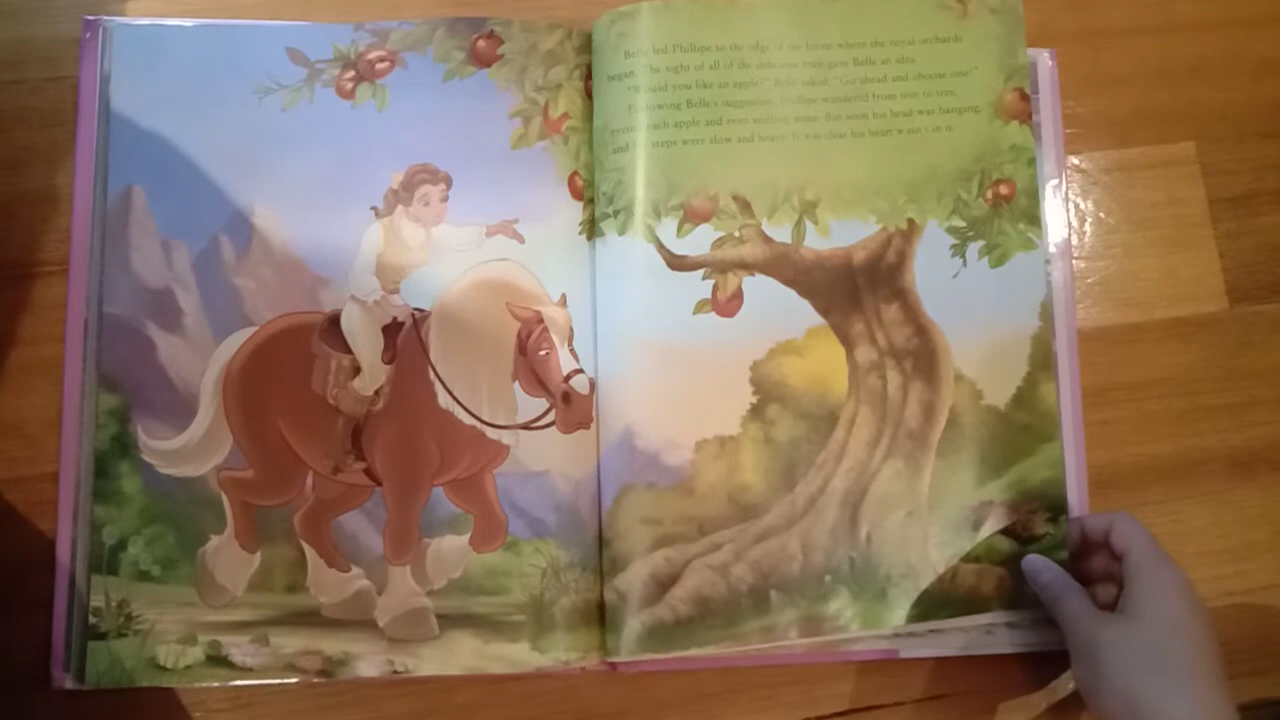 Belle led Phillipe to the edge of the forest where the royal orchards
began. The sight of all of the delicious fruit gave Belle an idea.
"Would you like an apple?" Belle asked. "Go ahead and choose one!"
Following Belle's suggestion, Phillipe wandered from tree to tree,
eyeing each apple and even sniffing some. But soon his head was hanging,
and his steps were slow and heavy. It was clear his heart wasn't in it.